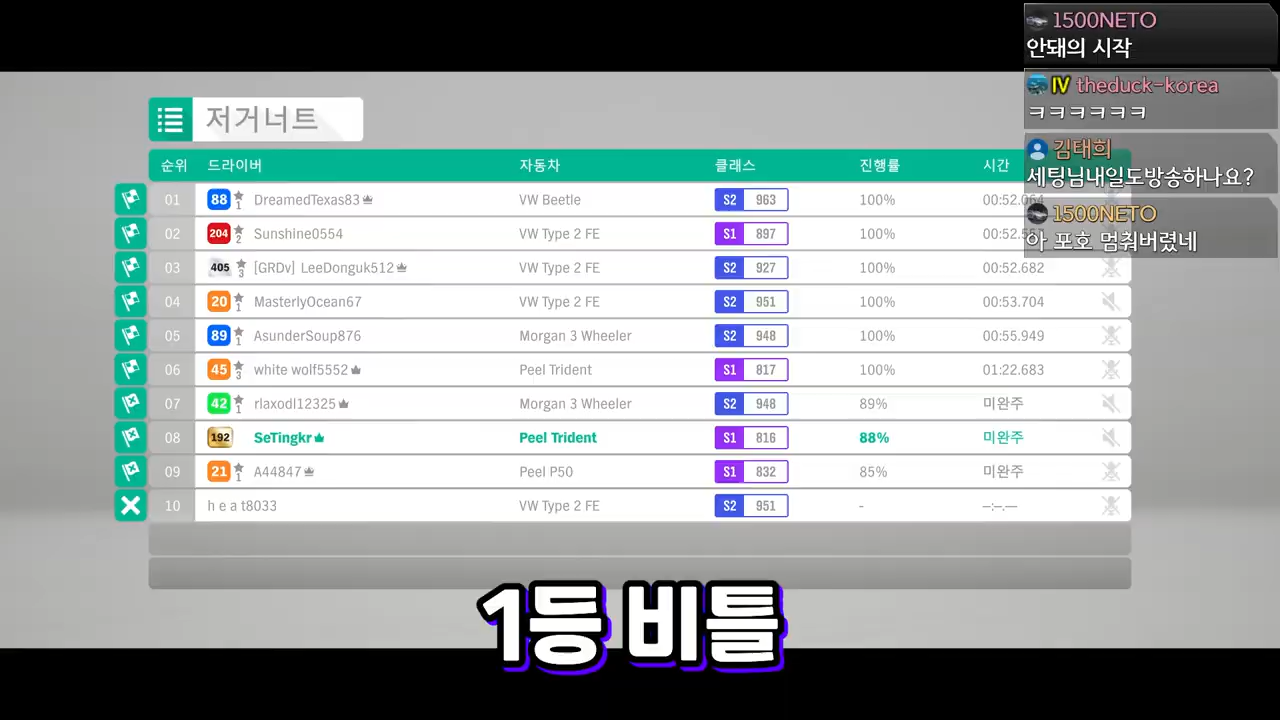 1500NETO
안돼의 시작
IV theduck-korea
ㅋㅋㅋㅋㅋㅋ
김태희
세팅님내일도방송하나요?
1500NETO
아 포호 멈춰버렸네
저거너트
순위 드라이버 자동차 클래스 진행률 시간
01 88 1 DreamedTexas83 VW Beetle S2 963 100% 00:52.064
02 204 2 Sunshine0554 VW Type 2 FE S1 897 100% 00:52.5
03 405 3 [GRDv] LeeDonguk512 VW Type 2 FE S2 927 100% 00:52.682
04 20 1 MasterlyOcean67 VW Type 2 FE S2 951 100% 00:53.704
05 89 1 AsunderSoup876 Morgan 3 Wheeler S2 948 100% 00:55.949
06 45 3 white wolf5552 Peel Trident S1 817 100% 01:22.683
07 42 1 rlaxodl12325 Morgan 3 Wheeler S2 948 89% 미완주
08 192 SeTingkr Peel Trident S1 816 88% 미완주
09 21 1 A44847 Peel P50 S1 832 85% 미완주
10 h e a t8033 VW Type 2 FE S2 951 - --:--.---
1등 비틀